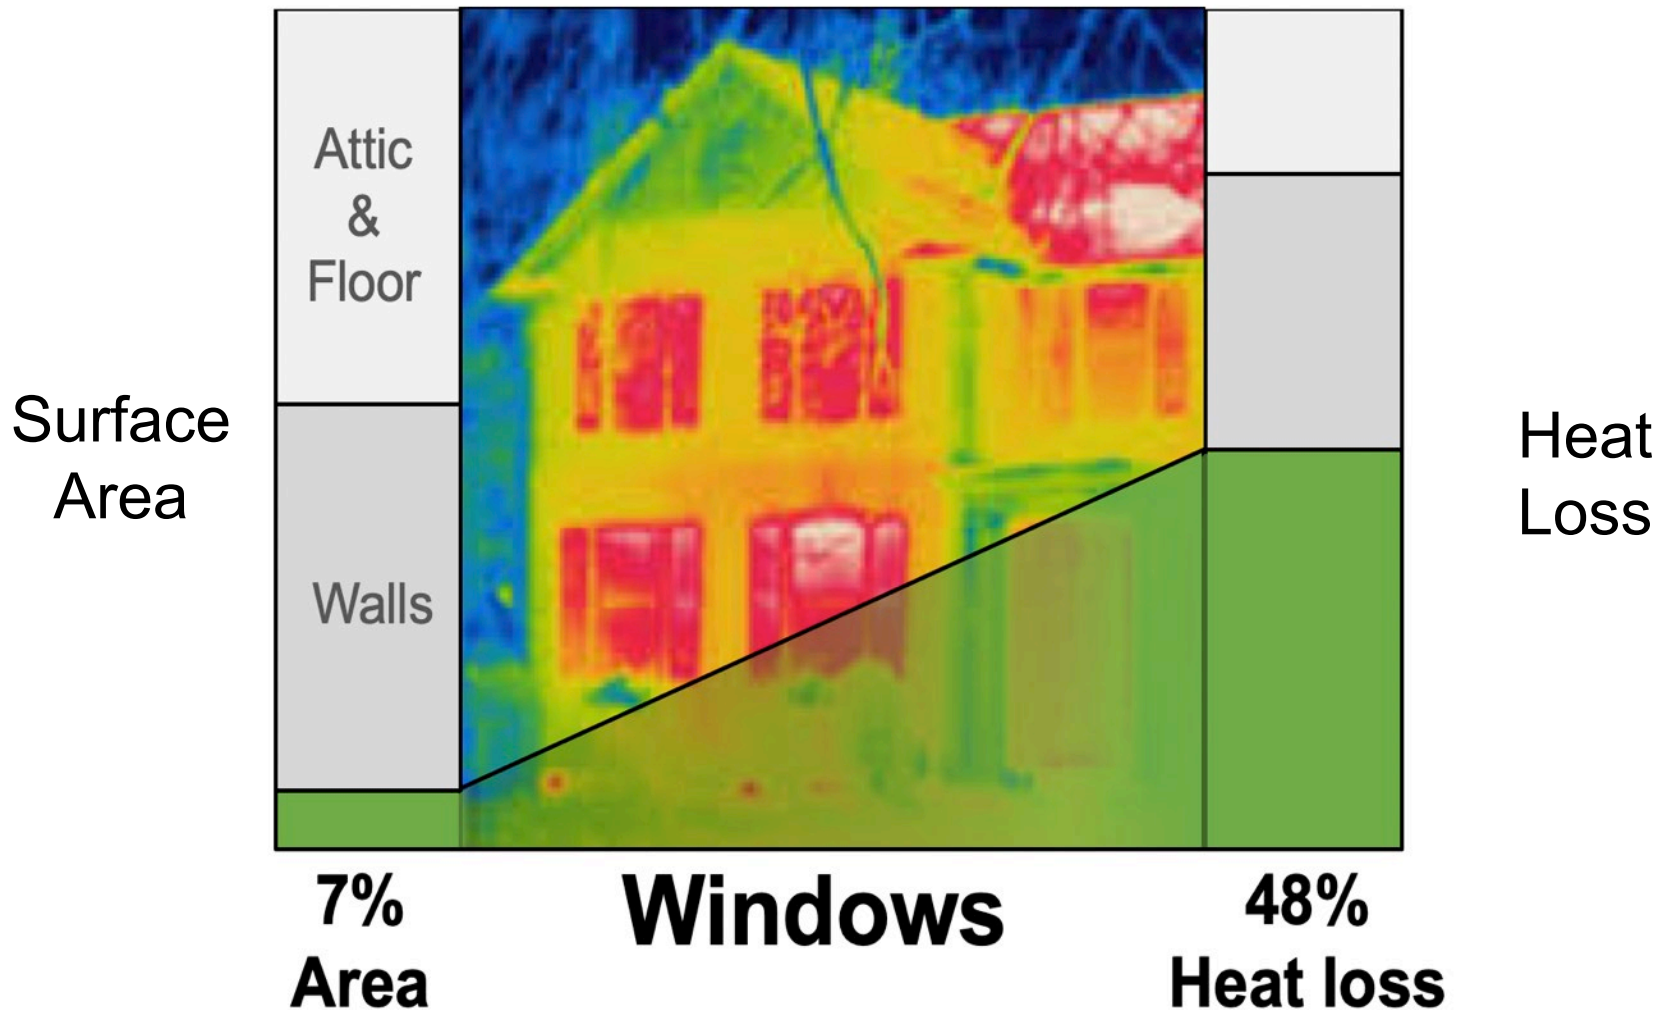 Attic
&
Floor
Surface
Area
Walls
Heat
Loss
7%
Area
Windows
48%
Heat loss